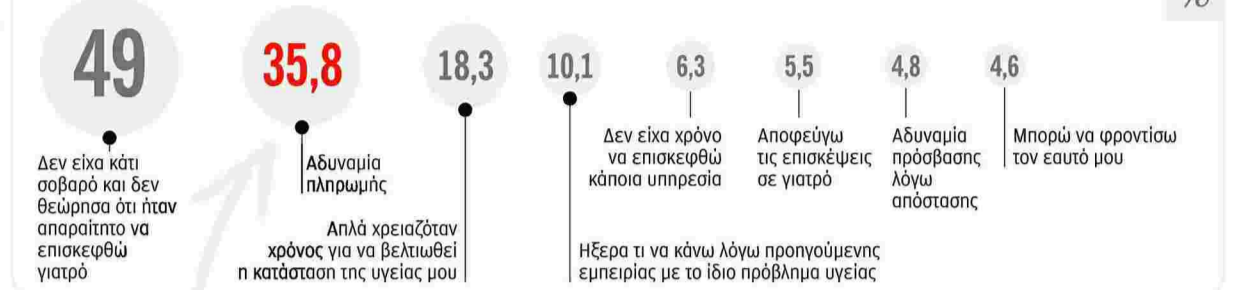 %
49
Δεν είχα κάτι
σοβαρό και δεν
θεώρησα ότι ήταν
απαραίτητο να
επισκεφθώ
γιατρό
35,8
Αδυναμία
πληρωμής
18,3
Απλά χρειαζόταν
χρόνος για να βελτιωθεί
η κατάσταση της υγείας μου
10,1
Ηξερα τι να κάνω λόγω προηγούμενης
εμπειρίας με το ίδιο πρόβλημα υγείας
6,3
Δεν είχα χρόνο
να επισκεφθώ
κάποια υπηρεσία
5,5
Αποφεύγω
τις επισκέψεις
σε γιατρό
4,8
Αδυναμία
πρόσβασης
λόγω
απόστασης
4,6
Μπορώ να φροντίσω
τον εαυτό μου